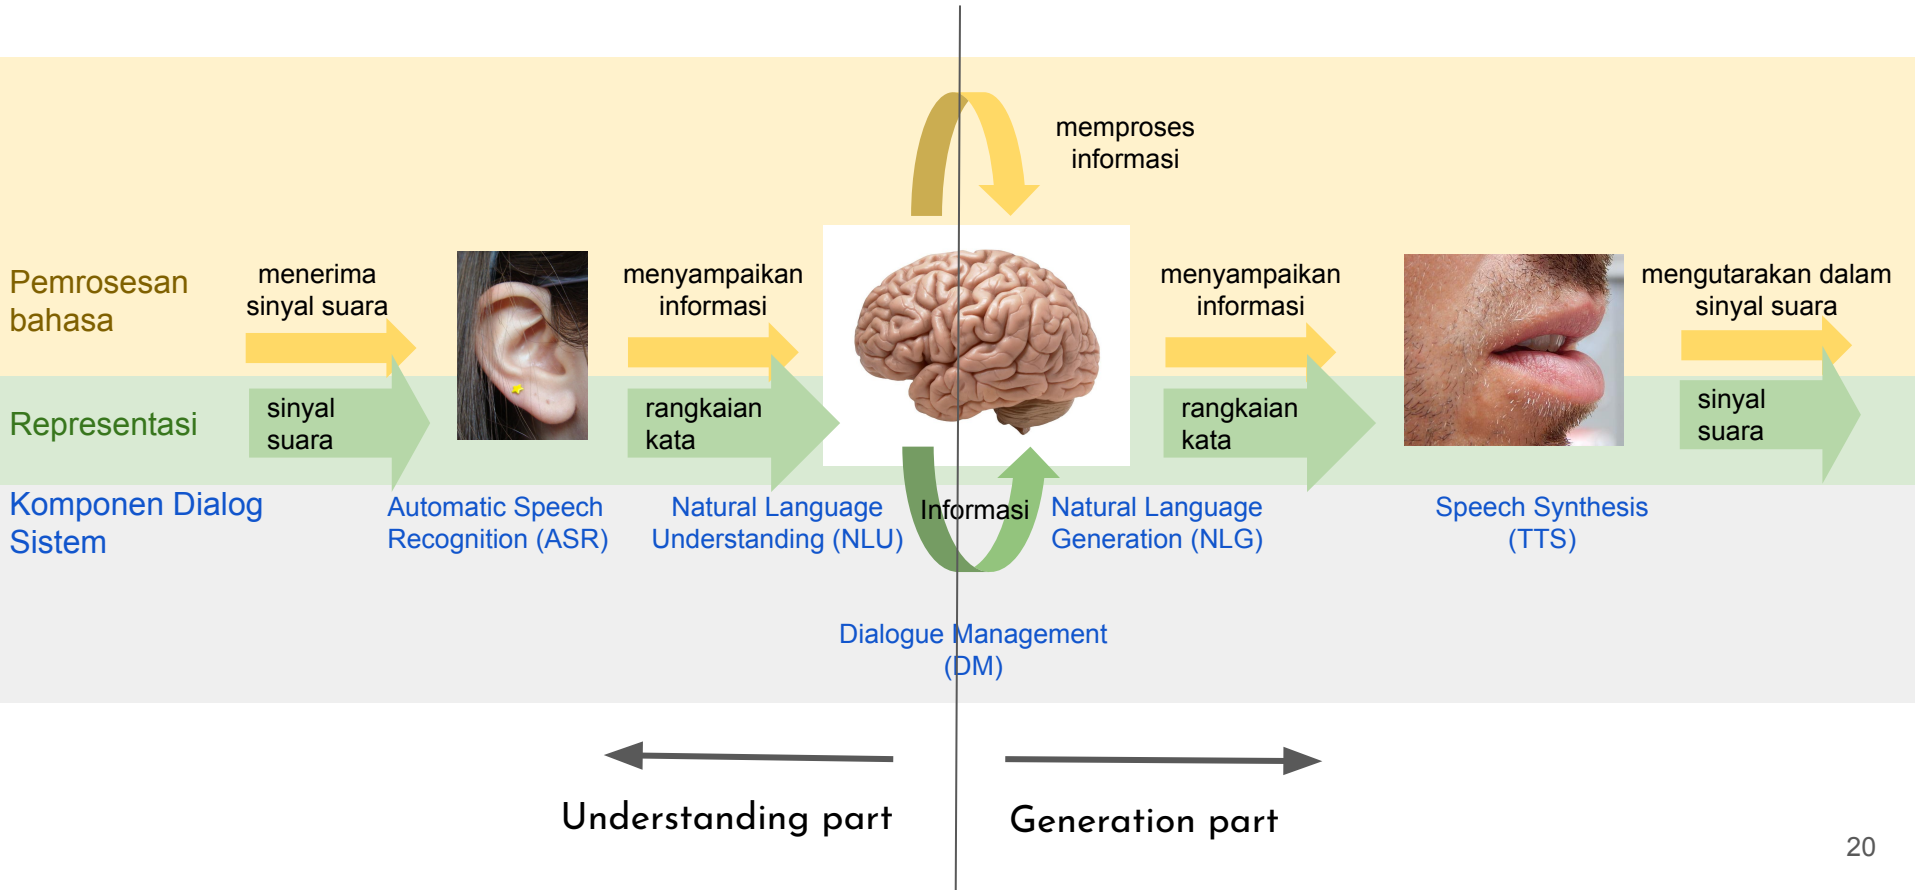 memproses
informasi
Pemrosesan
bahasa
menerima
sinyal suara
menyampaikan
informasi
menyampaikan
informasi
mengutarakan dalam
sinyal suara
Representasi
sinyal
suara
rangkaian
kata
rangkaian
kata
sinyal
suara
Komponen Dialog
Sistem
Automatic Speech
Recognition (ASR)
Natural Language
Understanding (NLU)
Informasi
Natural Language
Generation (NLG)
Speech Synthesis
(TTS)
Dialogue Management
(DM)
Understanding part
Generation part
20